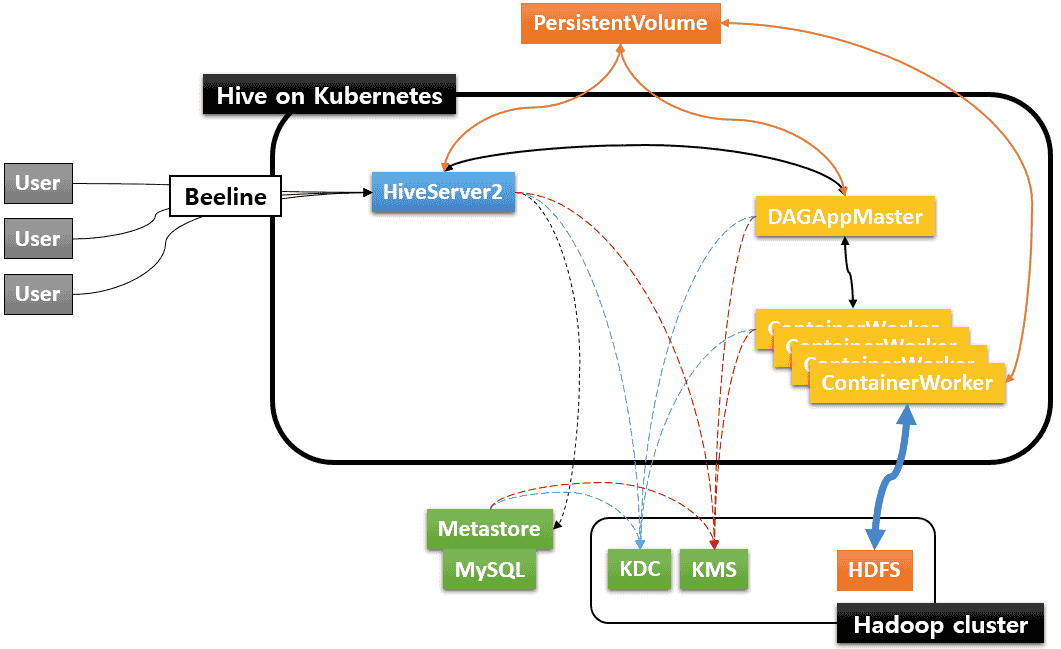 PersistentVolume
Hive on Kubernetes
User
User
User
Beeline
HiveServer2
DAGAppMaster
ContainerWorker
ContainerWorker
ContainerWorker
ContainerWorker
Metastore
MySQL
KDC
KMS
HDFS
Hadoop cluster